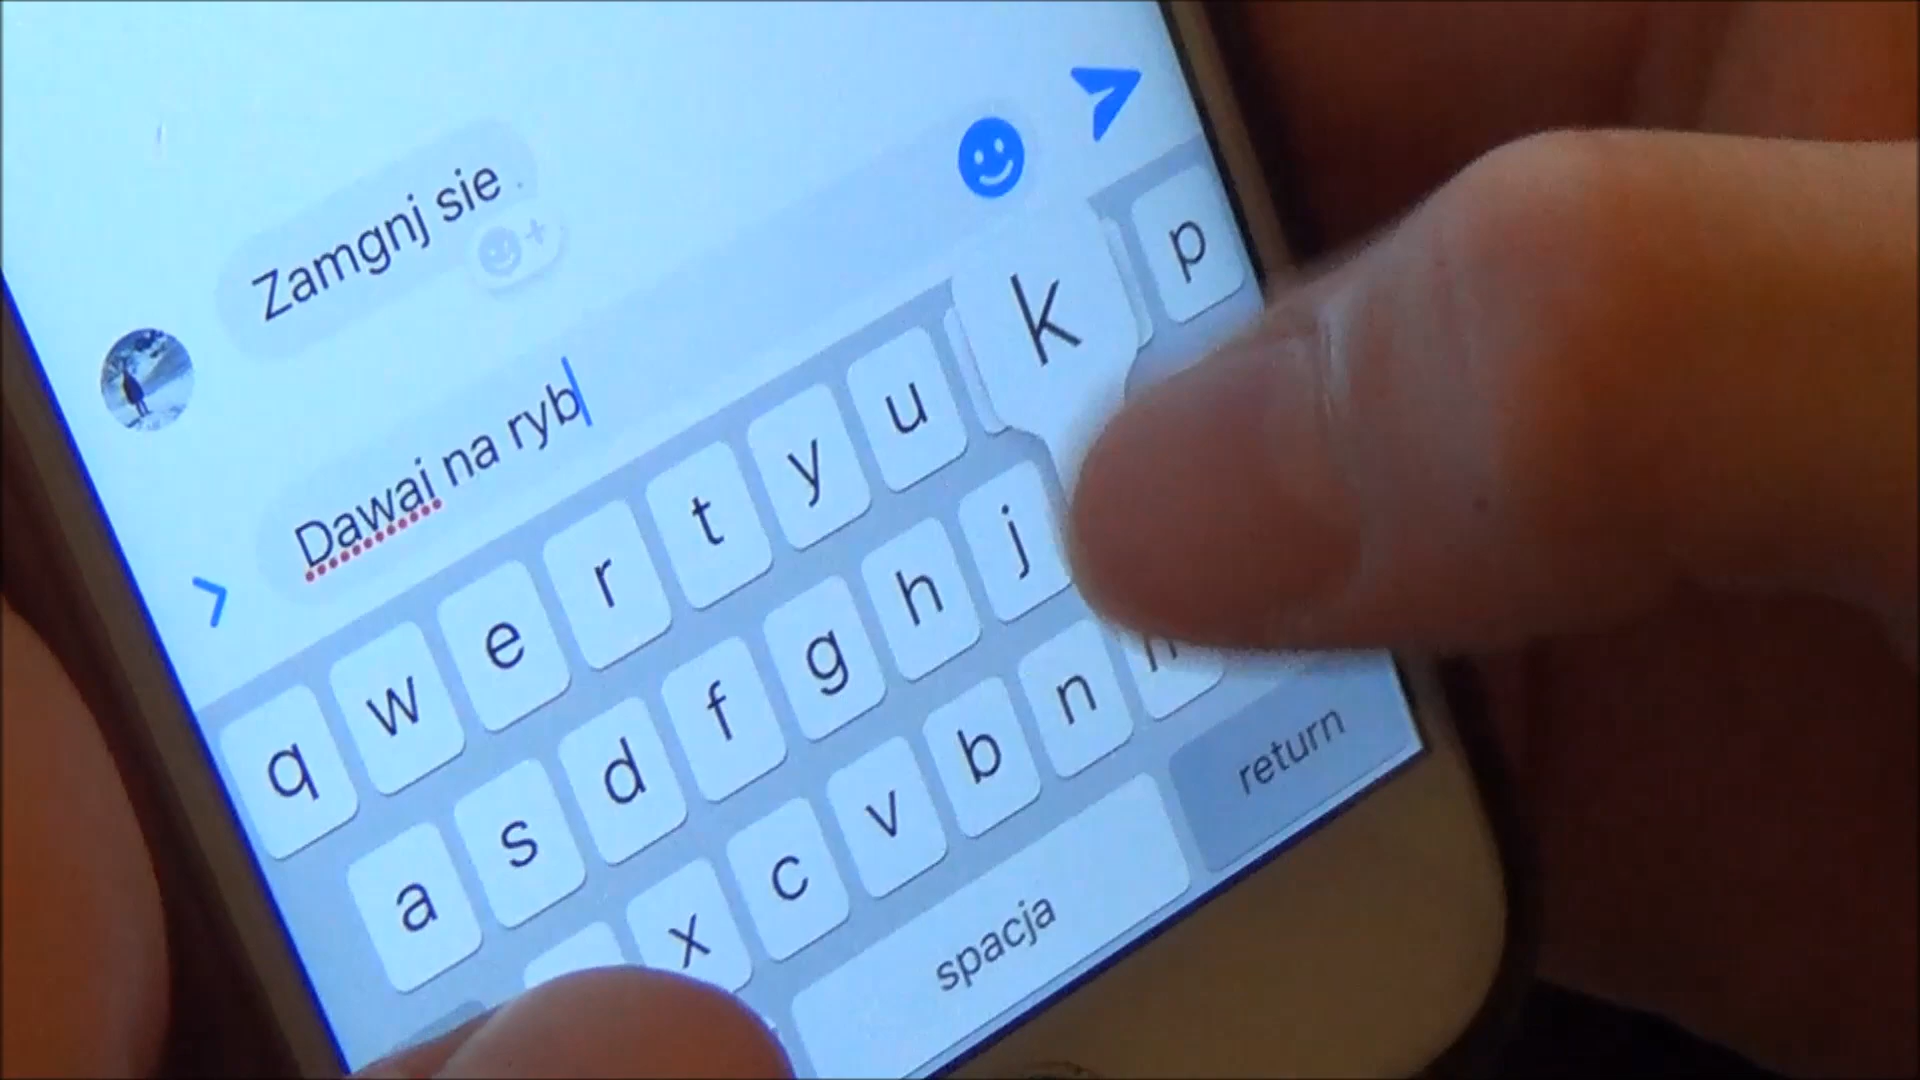 Zamgnj sie
Dawai na ryb
k p
q w e r t y u
a s d f g h j
x c v b n
spacja return